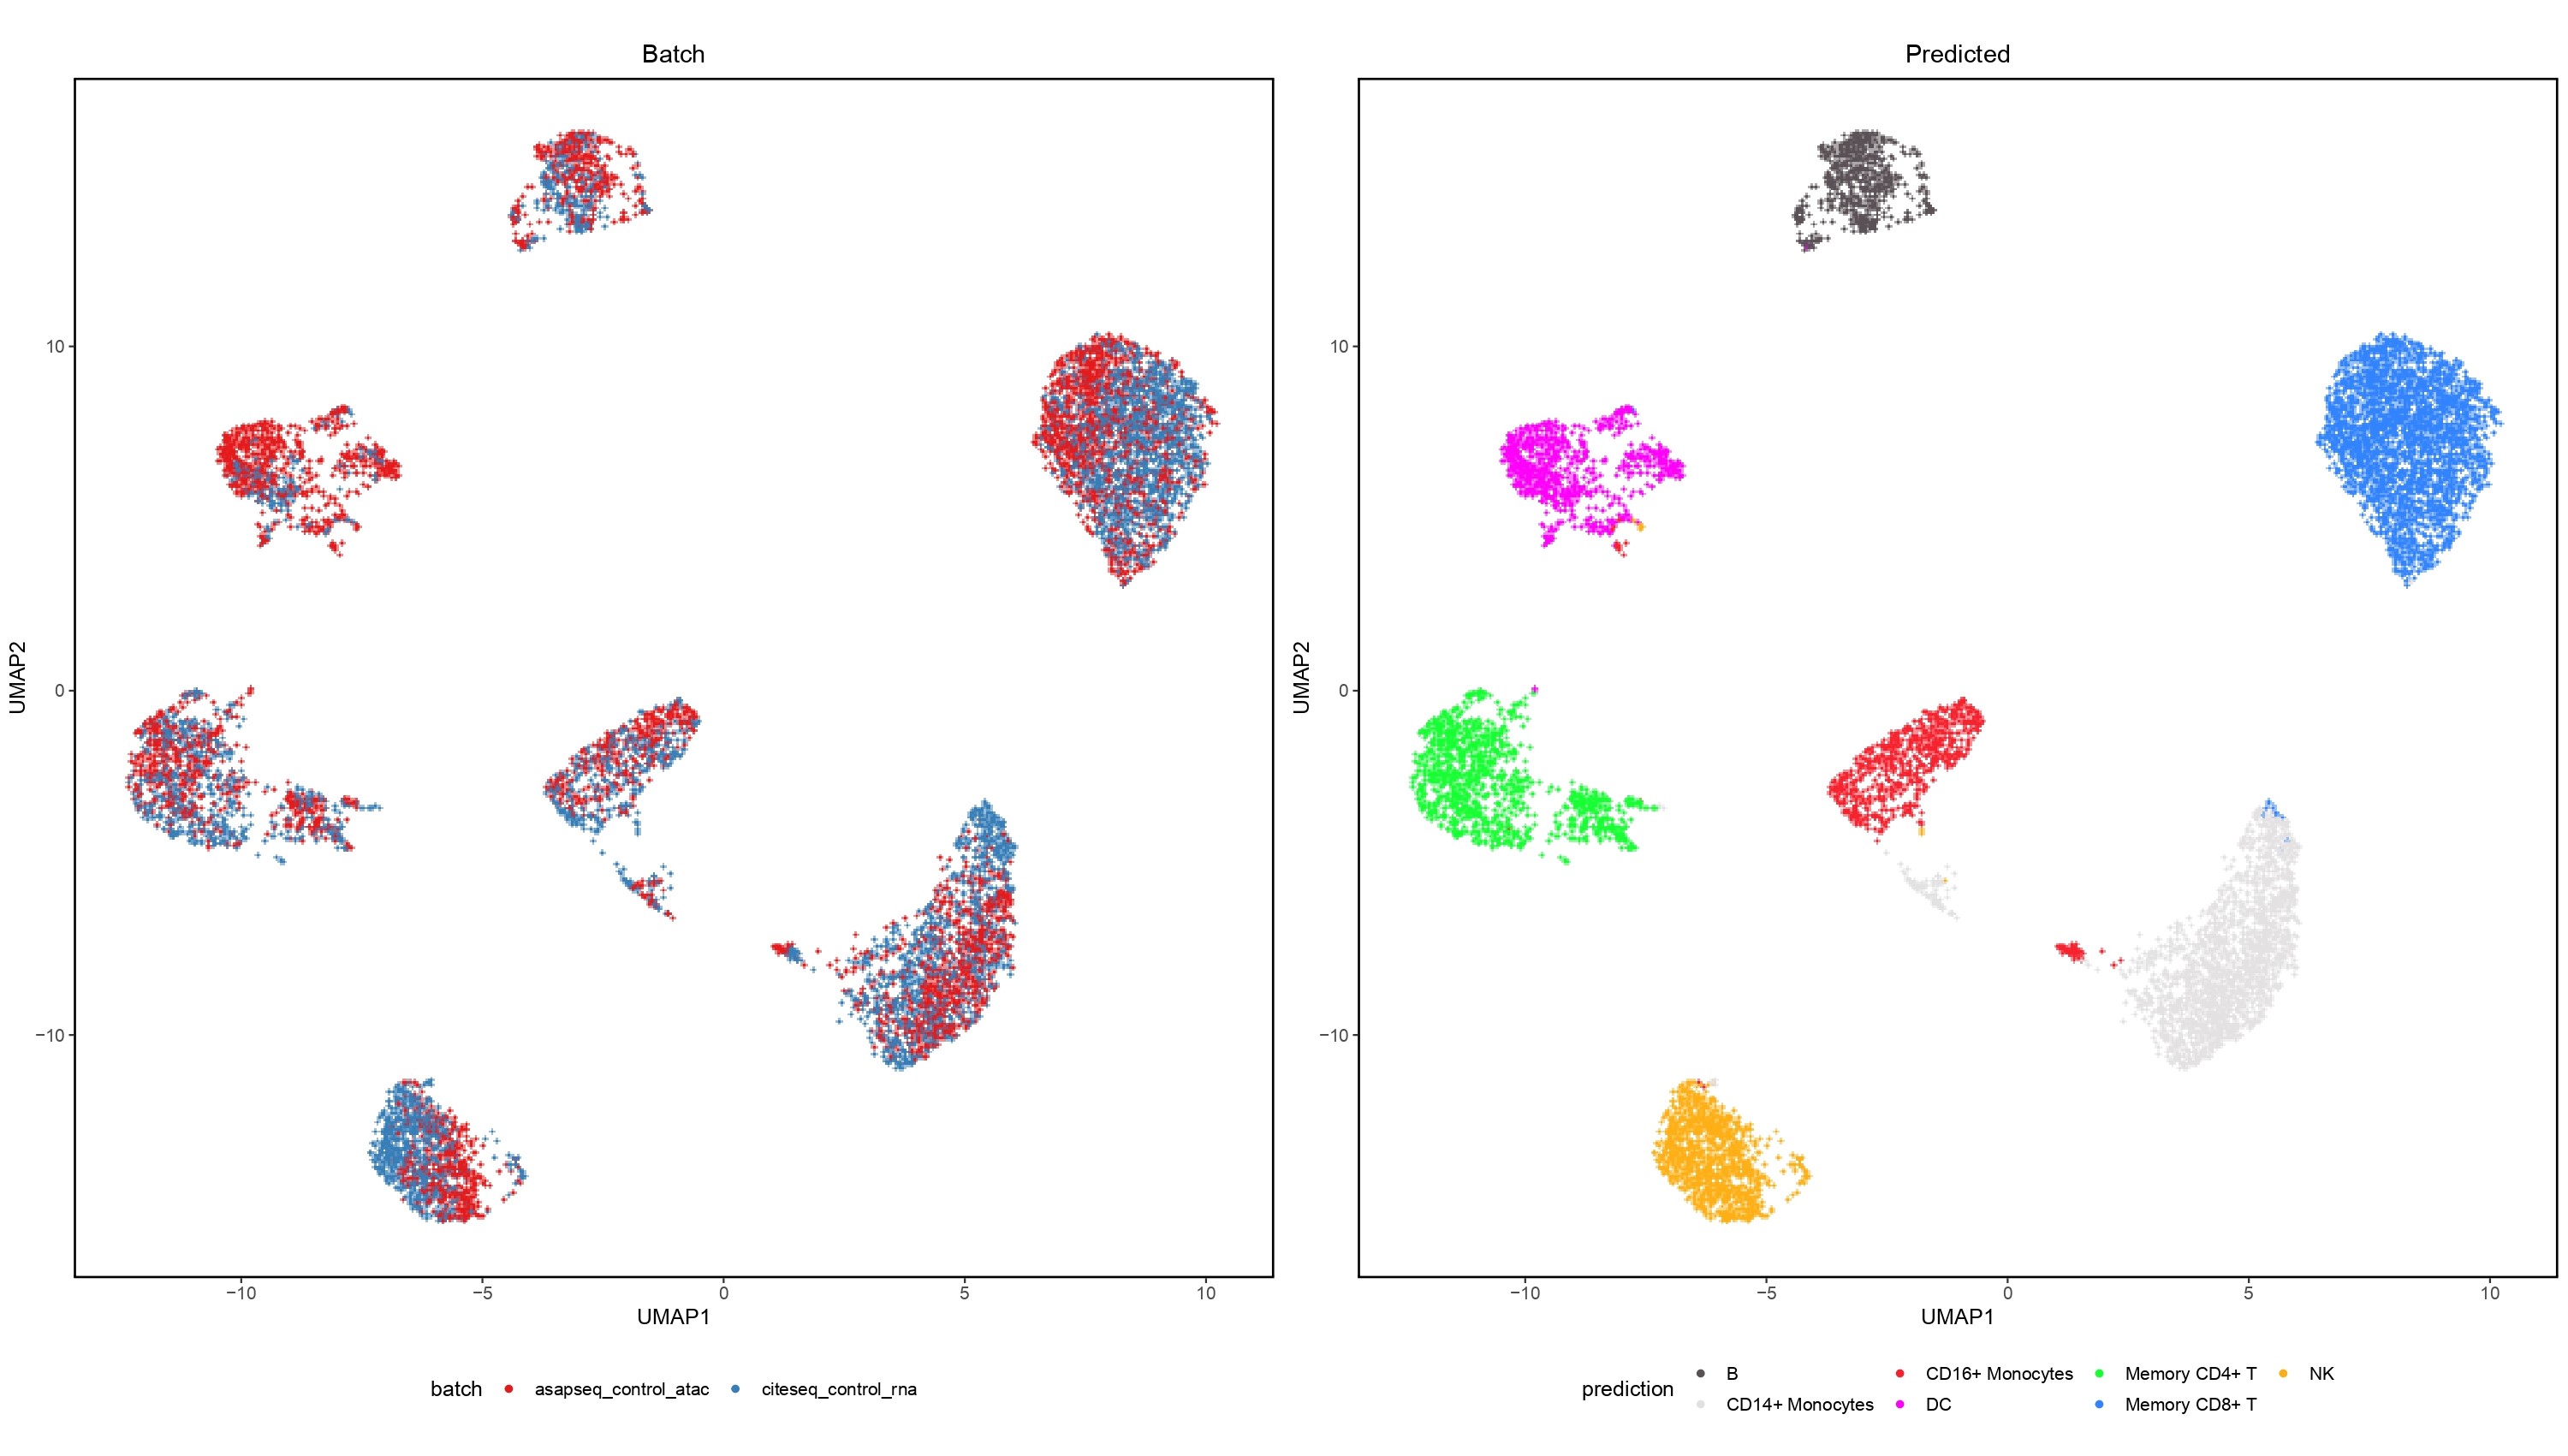 Batch
Predicted
10
0
−10
UMAP2
−10
−5
0
5
10
UMAP1
10
0
−10
UMAP2
−10
−5
0
5
10
UMAP1
batch asapseq_control_atac citeseq_control_rna
prediction B CD16+ Monocytes Memory CD4+ T NK
CD14+ Monocytes DC Memory CD8+ T